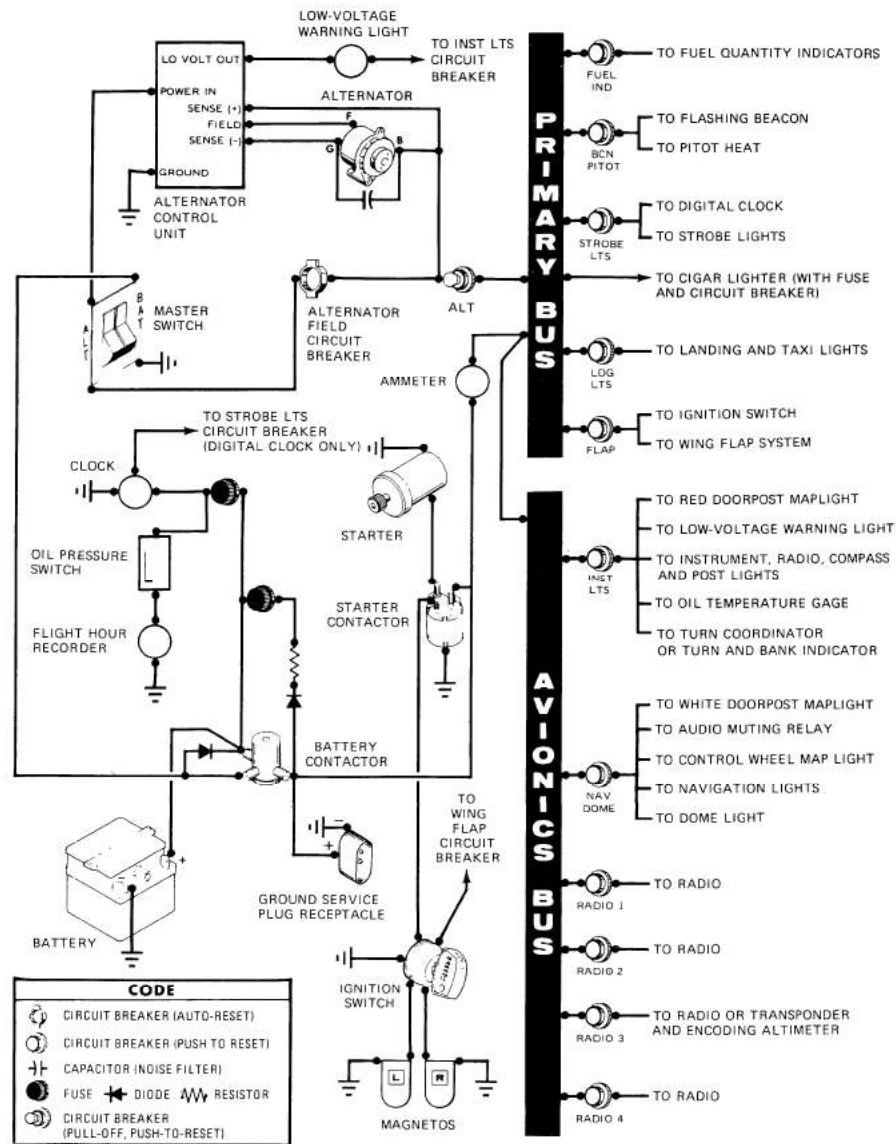 LOW-VOLTAGE
WARNING LIGHT
TO INST LTS
CIRCUIT
BREAKER
LO VOLT OUT
POWER IN
SENSE (+)
FIELD
SENSE (-)
GROUND
ALTERNATOR
F
G
B
ALTERNATOR
CONTROL
UNIT
BAT
ALT
MASTER
SWITCH
ALTERNATOR
FIELD
CIRCUIT
BREAKER
ALT
AMMETER
TO STROBE LTS
CIRCUIT BREAKER
(DIGITAL CLOCK ONLY)
CLOCK
OIL PRESSURE
SWITCH
FLIGHT HOUR
RECORDER
STARTER
STARTER
CONTACTOR
BATTERY
CONTACTOR
+
BATTERY
-
+
GROUND SERVICE
PLUG RECEPTACLE
TO
WING
FLAP
CIRCUIT
BREAKER
IGNITION
SWITCH
L
R
MAGNETOS
PRIMARY BUS
FUEL
IND
TO FUEL QUANTITY INDICATORS
BCN
PITOT
TO FLASHING BEACON
TO PITOT HEAT
STROBE
LTS
TO DIGITAL CLOCK
TO STROBE LIGHTS
TO CIGAR LIGHTER (WITH FUSE
AND CIRCUIT BREAKER)
LDG
LTS
TO LANDING AND TAXI LIGHTS
FLAP
TO IGNITION SWITCH
TO WING FLAP SYSTEM
AVIONICS BUS
INST
LTS
TO RED DOORPOST MAPLIGHT
TO LOW-VOLTAGE WARNING LIGHT
TO INSTRUMENT, RADIO, COMPASS
AND POST LIGHTS
TO OIL TEMPERATURE GAGE
TO TURN COORDINATOR
OR TURN AND BANK INDICATOR
NAV
DOME
TO WHITE DOORPOST MAPLIGHT
TO AUDIO MUTING RELAY
TO CONTROL WHEEL MAP LIGHT
TO NAVIGATION LIGHTS
TO DOME LIGHT
RADIO 1
TO RADIO
RADIO 2
TO RADIO
RADIO 3
TO RADIO OR TRANSPONDER
AND ENCODING ALTIMETER
RADIO 4
TO RADIO
CODE
CIRCUIT BREAKER (AUTO-RESET)
CIRCUIT BREAKER (PUSH TO RESET)
CAPACITOR (NOISE FILTER)
FUSE DIODE RESISTOR
CIRCUIT BREAKER
(PULL-OFF, PUSH-TO-RESET)